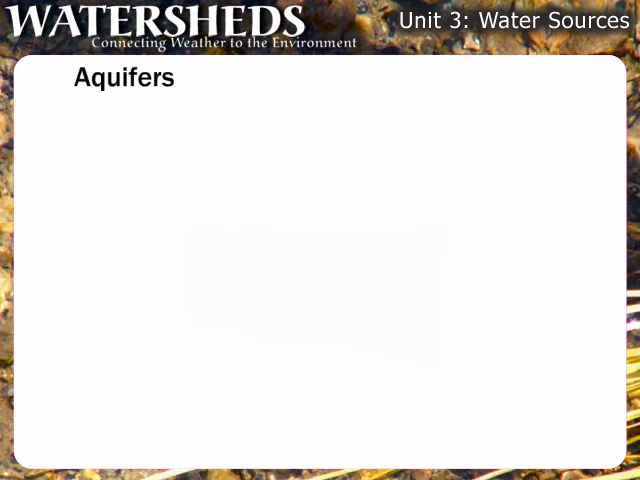 WATERSHEDS
Connecting Weather to the Environment
Unit 3: Water Sources
Aquifers